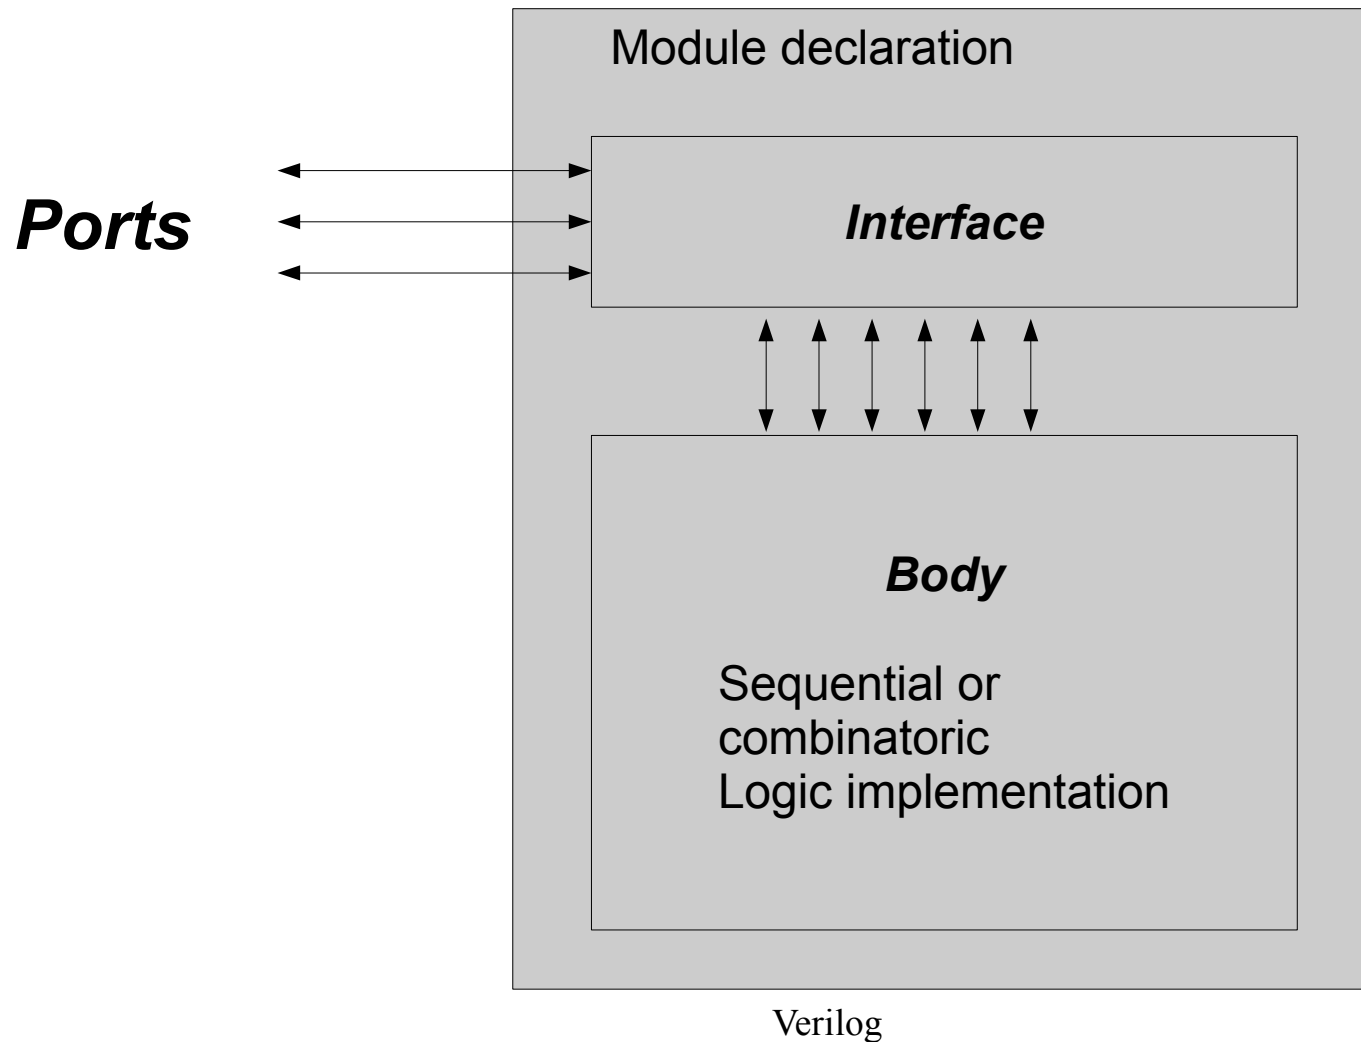 Module declaration
Ports
Interface
Body
Sequential or
combinatoric
Logic implementation
Verilog